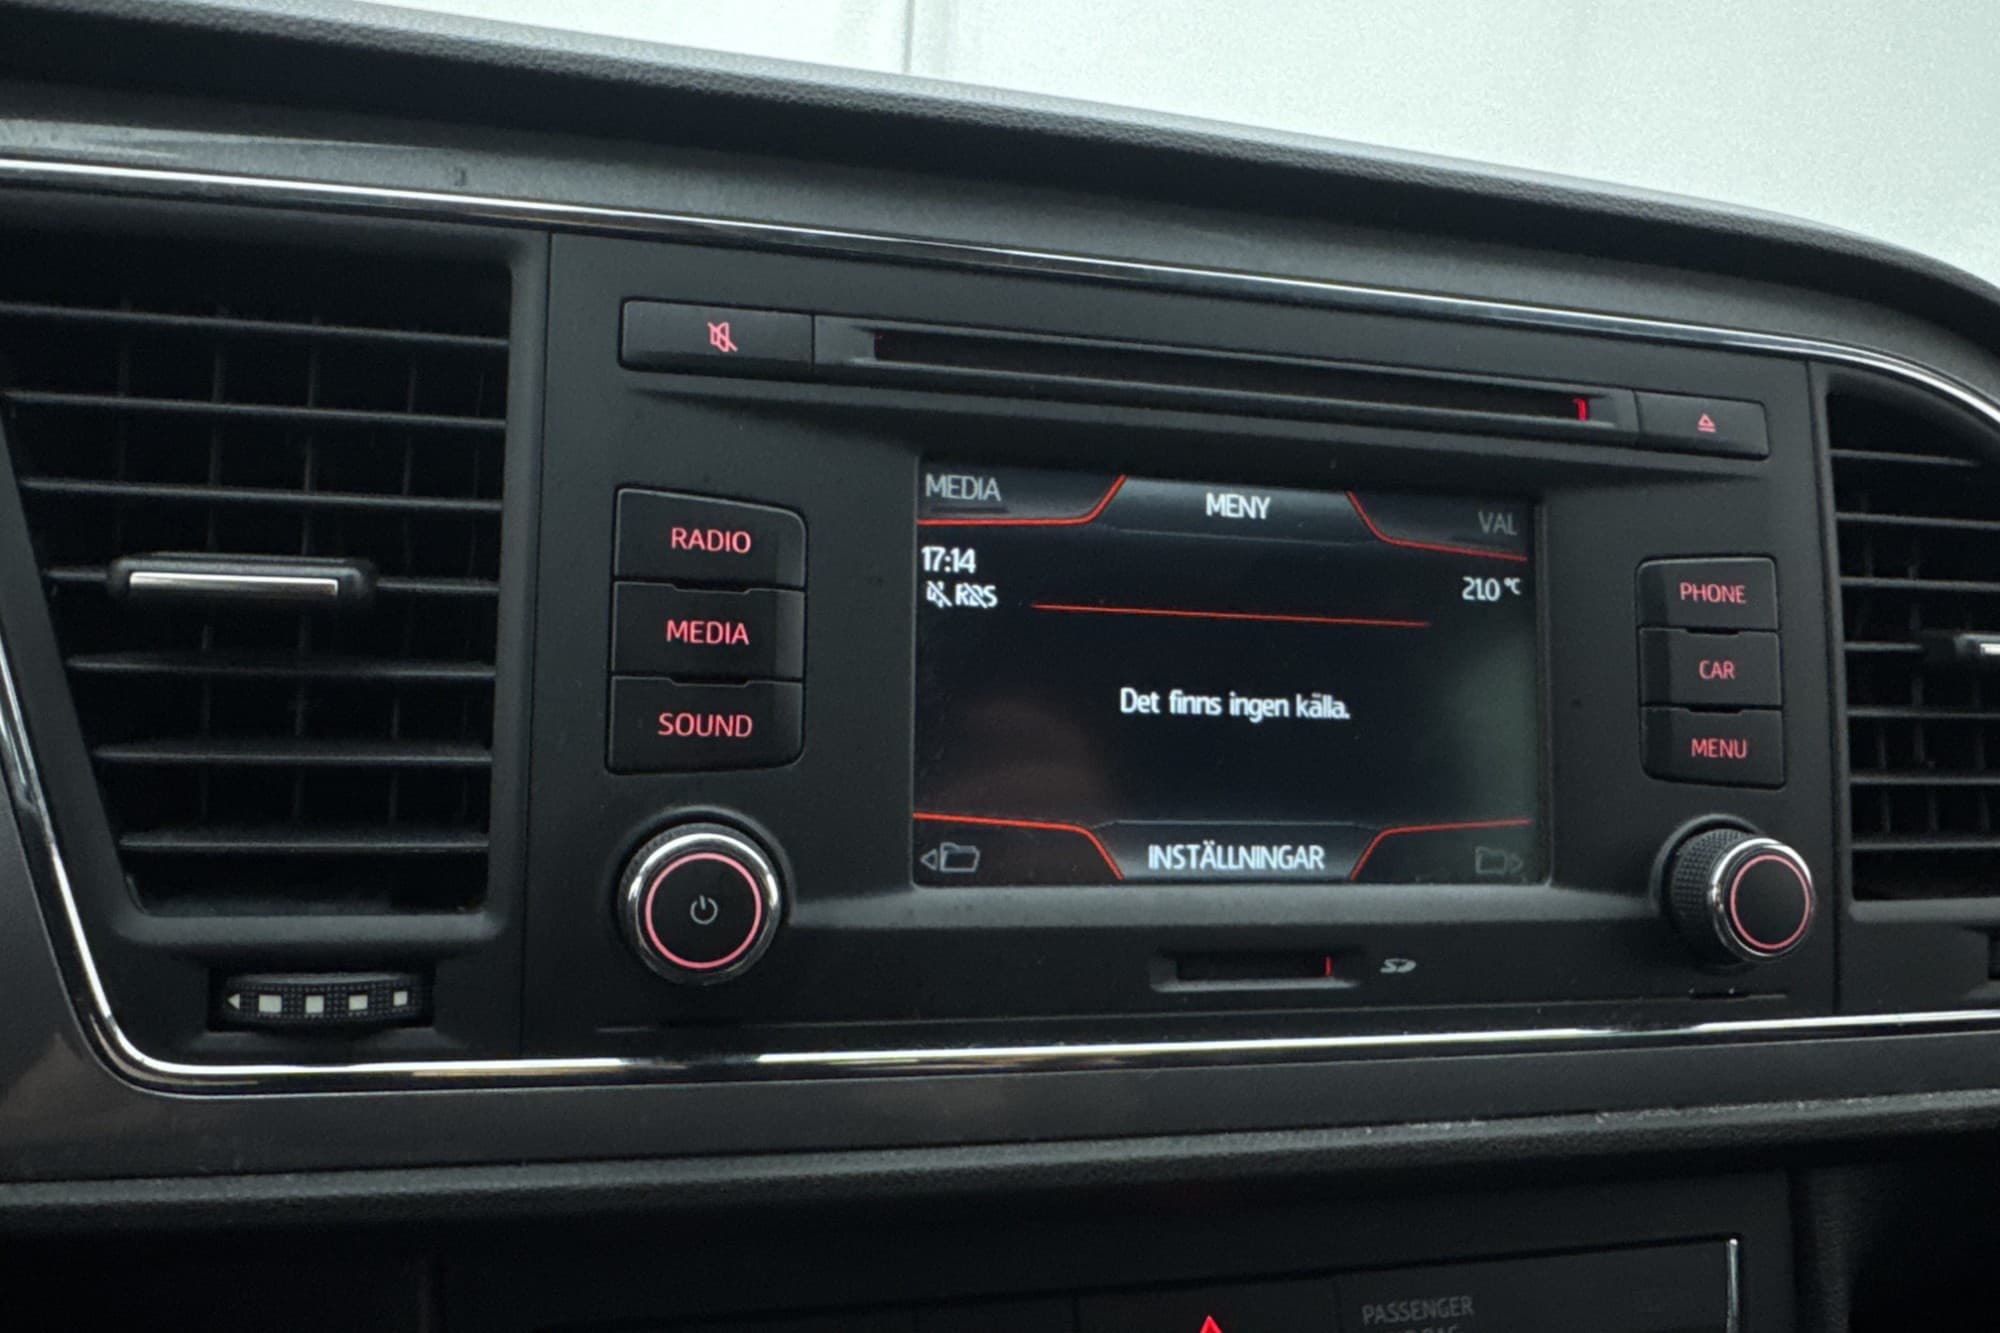 MEDIA
MENY
VAL
17:14
RDS
21.0 °C
Det finns ingen källa.
INSTÄLLNINGAR
RADIO
MEDIA
SOUND
PHONE
CAR
MENU
SD
PASSENGER